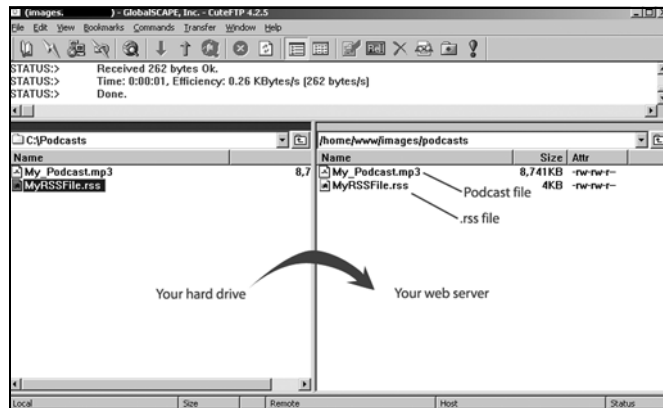 (images. ) - GlobalSCAPE, Inc. - CuteFTP 4.2.5
File Edit View Bookmarks Commands Transfer Window Help
STATUS:> Received 262 bytes Ok.
STATUS:> Time: 0:00:01, Efficiency: 0.26 KBytes/s (262 bytes/s)
STATUS:> Done.
C:\Podcasts /home/www/images/podcasts
Name Name Size Attr
My_Podcast.mp3 8,7 My_Podcast.mp3 8,741KB -rw-rw-r--
MyRSSFile.rss MyRSSFile.rss 4KB -rw-rw-r--
Podcast file
.rss file
Your hard drive Your web server
Local Size Remote Host Status